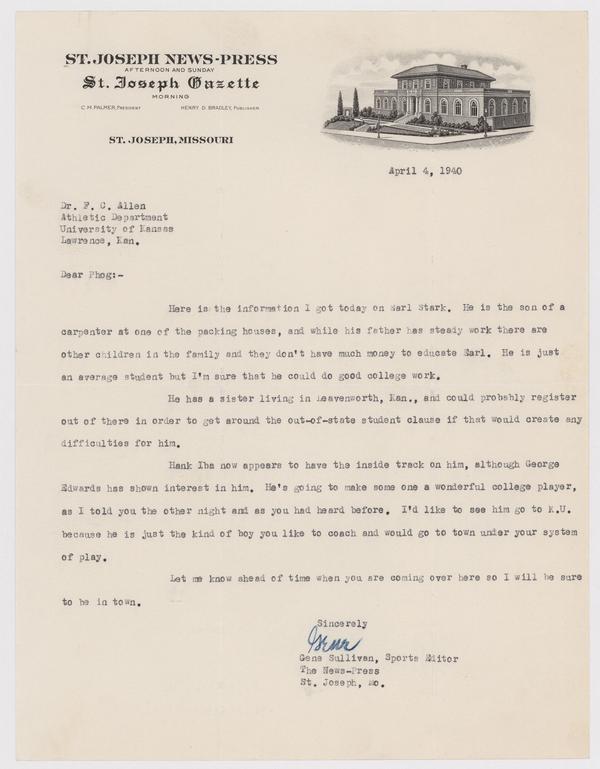 ST. JOSEPH NEWS-PRESS
AFTERNOON AND SUNDAY
St. Joseph Gazette
MORNING
C. M. PALMER, PRESIDENT HENRY D. BRADLEY, PUBLISHER
ST. JOSEPH, MISSOURI
April 4, 1940
Dr. F. C. Allen
Athletic Department
University of Kansas
Lawrence, Kan.
Dear Phog:-
Here is the information I got today on Earl Stark. He is the son of a
carpenter at one of the packing houses, and while his father has steady work there are
other children in the family and they don't have much money to educate Earl. He is just
an average student but I'm sure that he could do good college work.
He has a sister living in Leavenworth, Kan., and could probably register
out of there in order to get around the out-of-state student clause if that would create any
difficulties for him.
Hank Iba now appears to have the inside track on him, although George
Edwards has shown interest in him. He's going to make some one a wonderful college player,
as I told you the other night and as you had heard before. I'd like to see him go to K.U.
because he is just the kind of boy you like to coach and would go to town under your system
of play.
Let me know ahead of time when you are coming over here so I will be sure
to be in town.
Sincerely
Gene
Gene Sullivan, Sports Editor
The News-Press
St. Joseph, Mo.